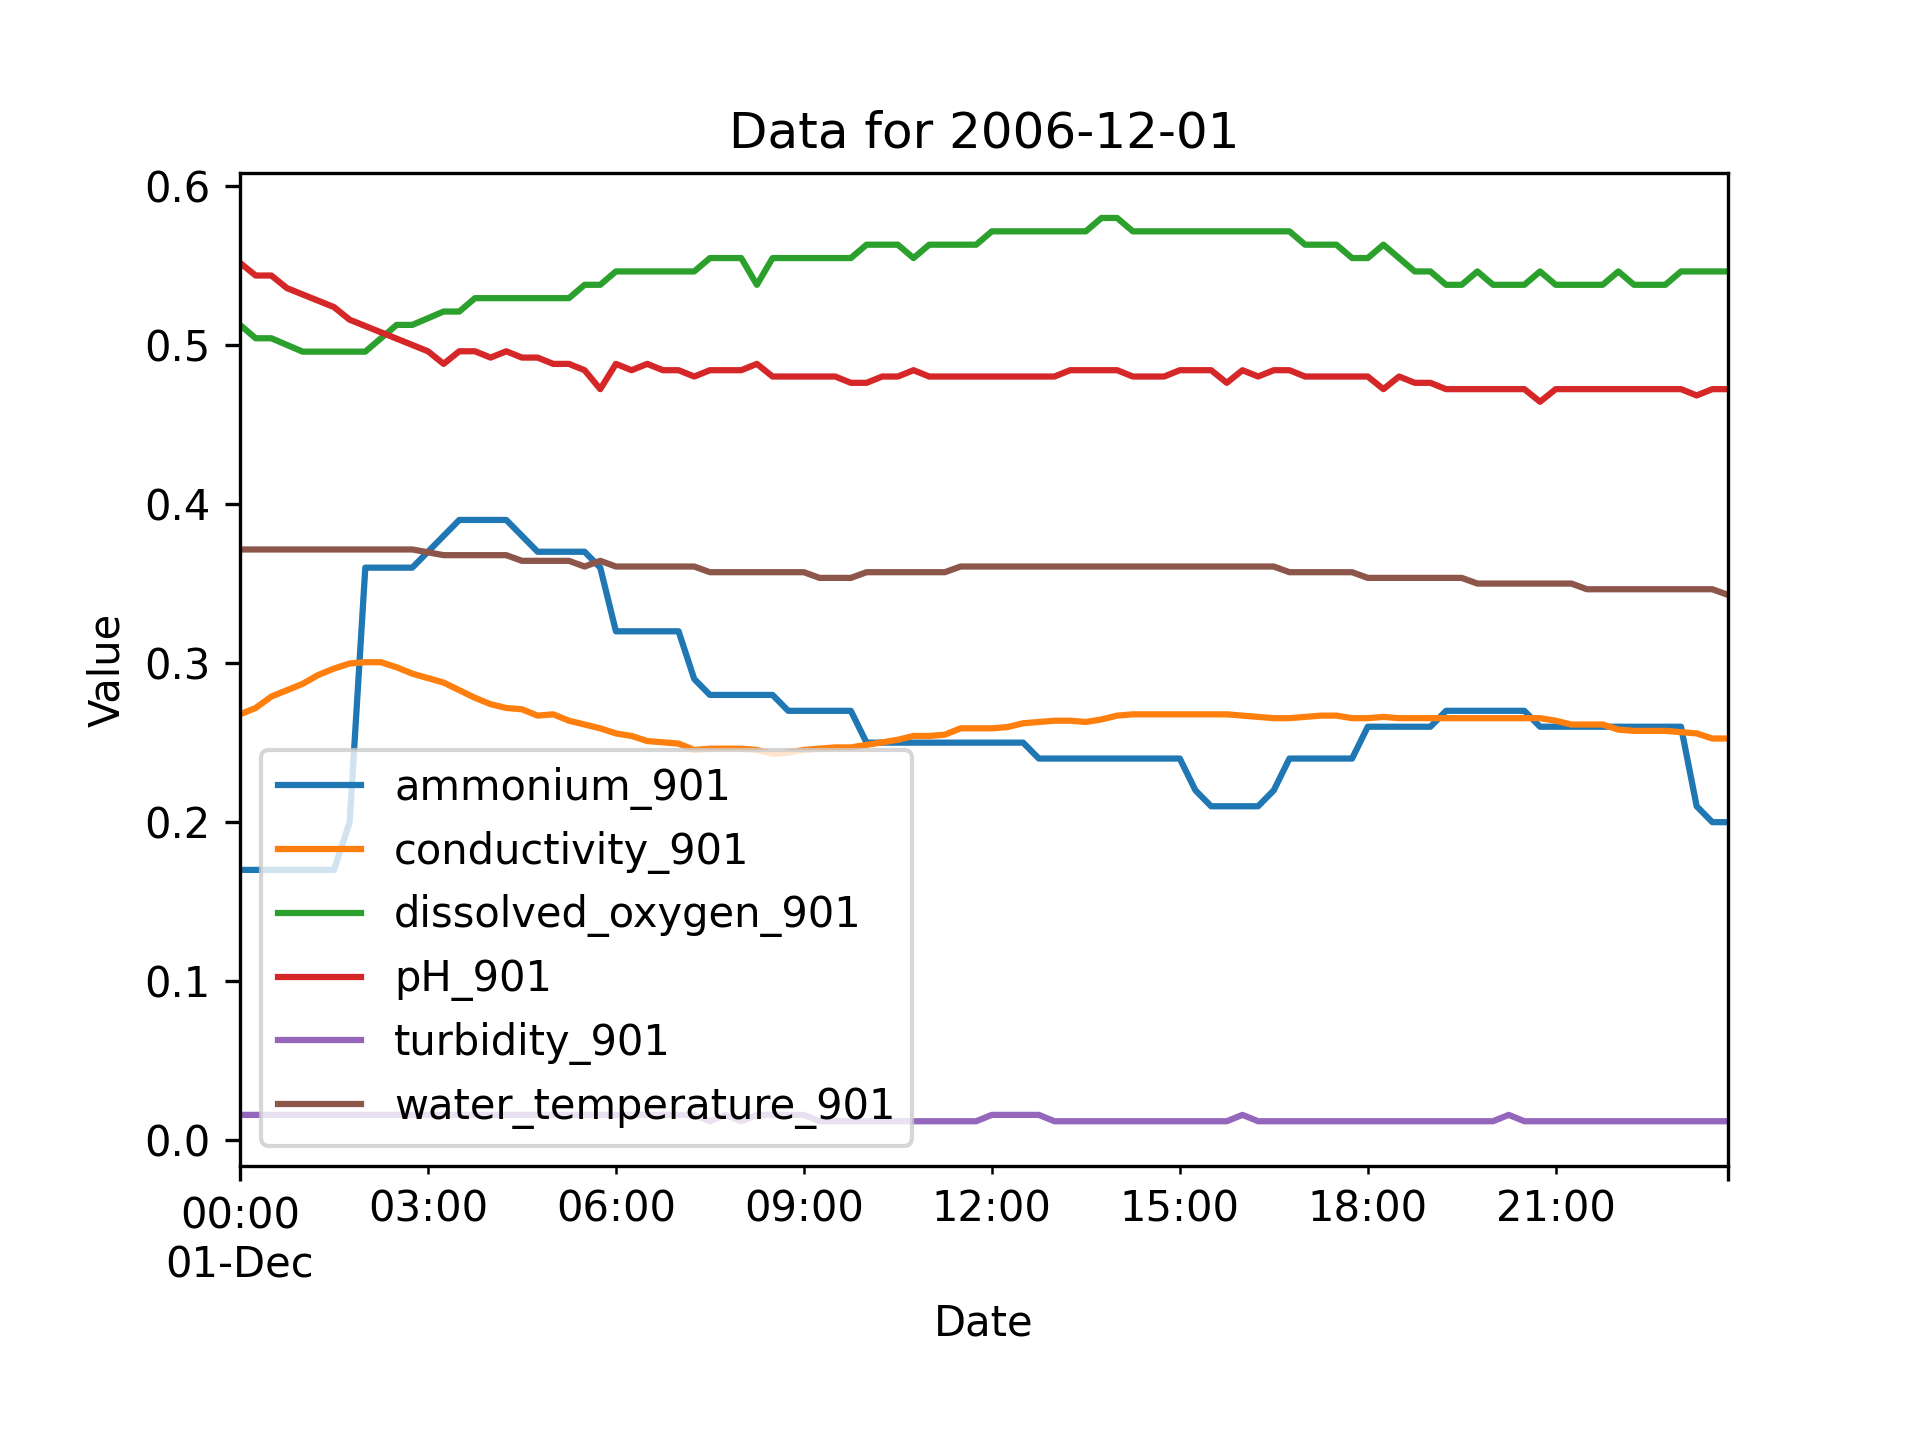 Data for 2006-12-01
0.6
0.5
0.4
0.3
0.2
0.1
0.0
Value
ammonium_901
conductivity_901
dissolved_oxygen_901
pH_901
turbidity_901
water_temperature_901
00:00 03:00 06:00 09:00 12:00 15:00 18:00 21:00
01-Dec
Date